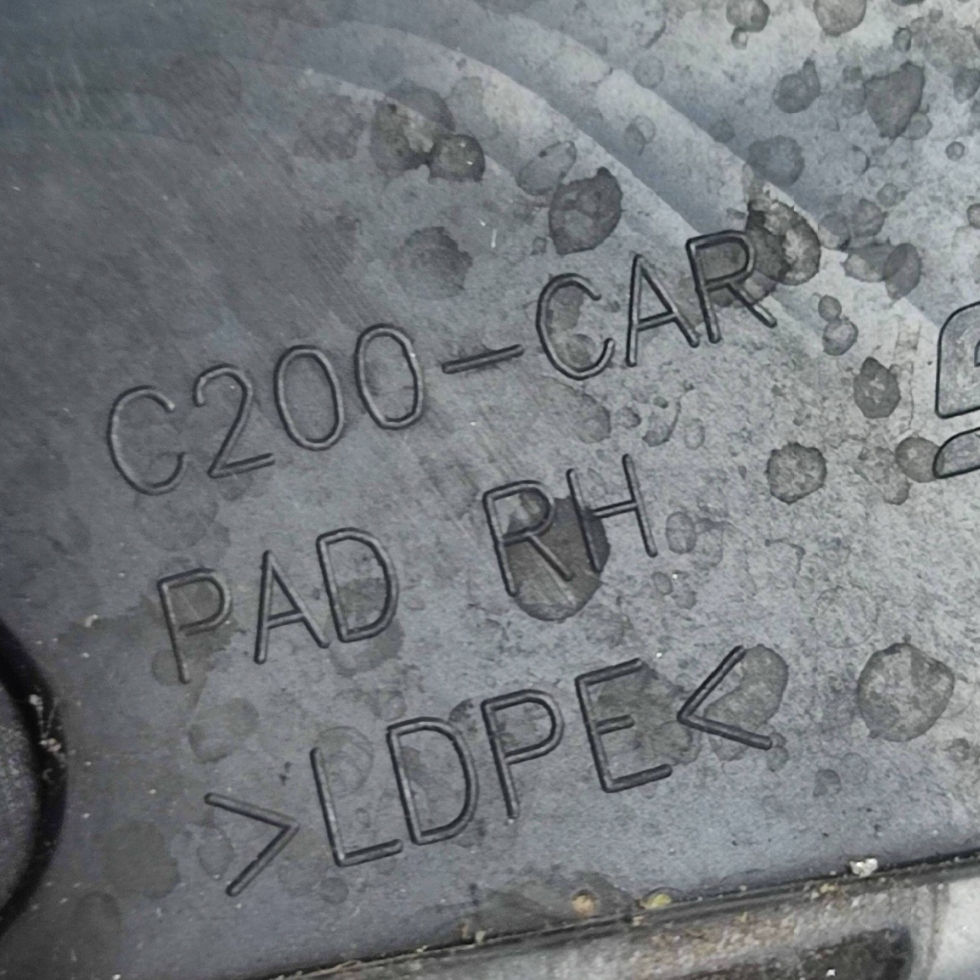 C200-CAR
PAD RH
>LDPE<